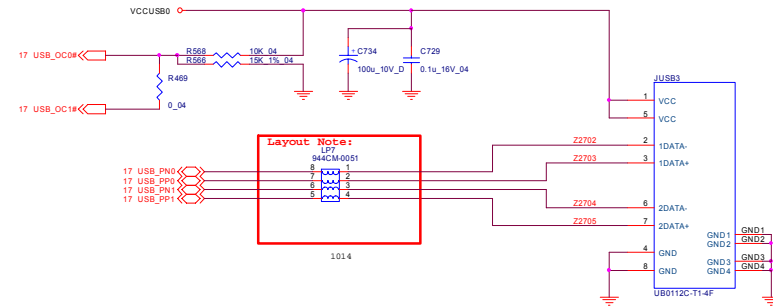 VCCUSB0
17 USB_OC0#
R568 10K_04
R566 15K_1%_04
R469
0_04
17 USB_OC1#
+ C734
100u_10V_D
C729
0.1u_16V_04
JUSB3
1 VCC
5 VCC
Z2702 2 1DATA-
Z2703 3 1DATA+
Z2704 6 2DATA-
Z2705 7 2DATA+
4 GND
8 GND
GND1 GND1
GND2 GND2
GND3 GND3
GND4 GND4
UB0112C-T1-4F
Layout Note:
LP7
944CM-0051
17 USB_PN0 8 1
17 USB_PP0 7 2
17 USB_PN1 6 3
17 USB_PP1 5 4
1014